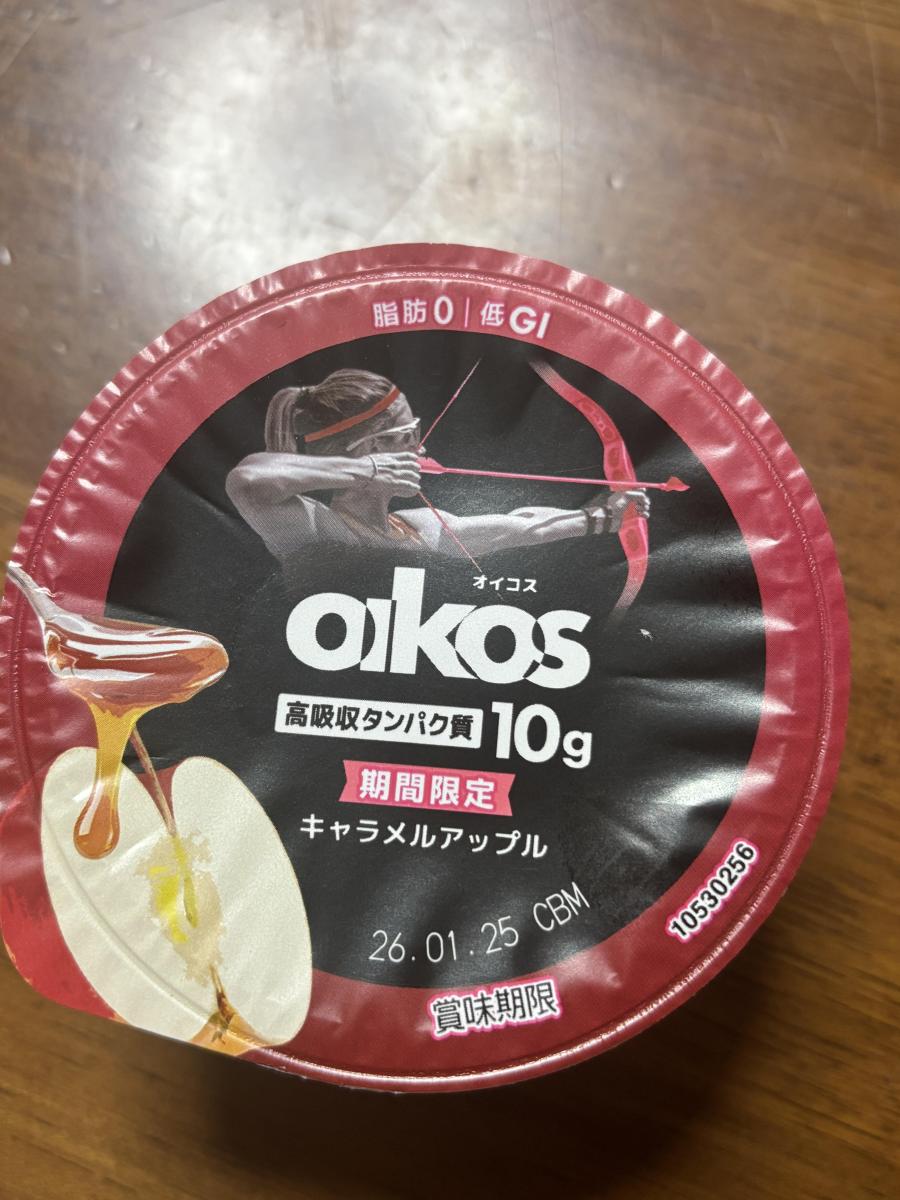 脂肪0|低GI
オイコス
oikos
高吸収タンパク質 10g
期間限定
キャラメルアップル
26.01.25 CBM
賞味期限
10530256